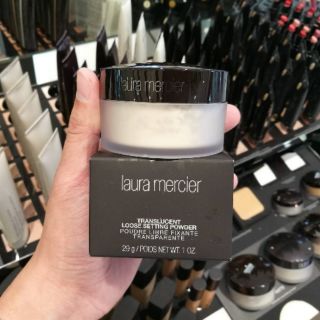 laura mercier
laura mercier
TRANSLUCENT
LOOSE SETTING POWDER
POUDRE LIBRE FIXANTE
TRANSPARENTE
29 g / POIDS NET WT. 1 OZ.